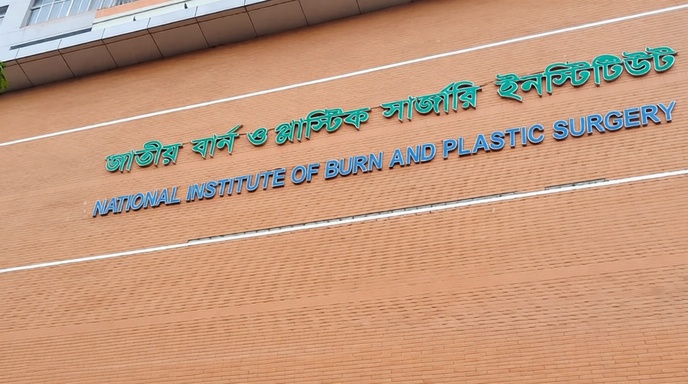 জাতীয় বার্ন ও প্লাস্টিক সার্জারি ইনস্টিটিউট
NATIONAL INSTITUTE OF BURN AND PLASTIC SURGERY